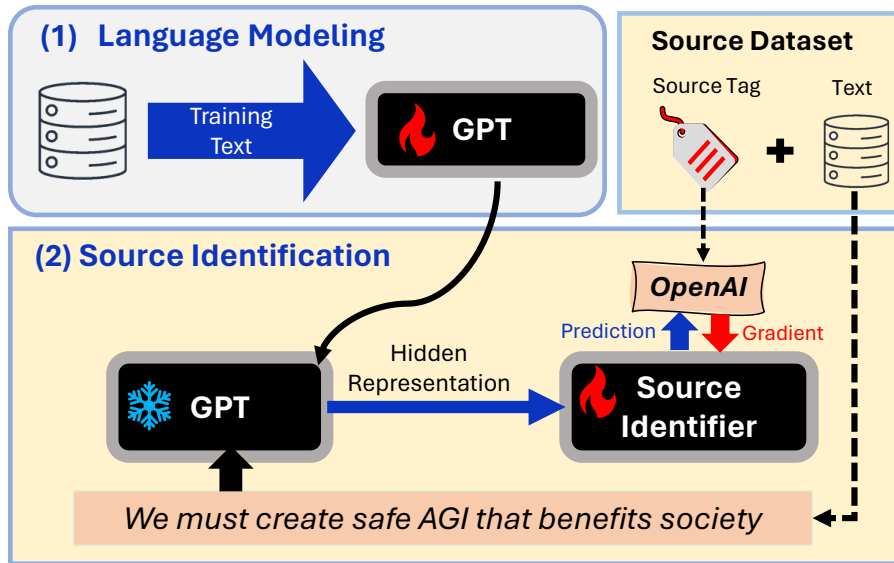 (1) Language Modeling
Training
Text
GPT
Source Dataset
Source Tag
Text
(2) Source Identification
OpenAI
Prediction
Gradient
Hidden
Representation
GPT
Source
Identifier
We must create safe AGI that benefits society